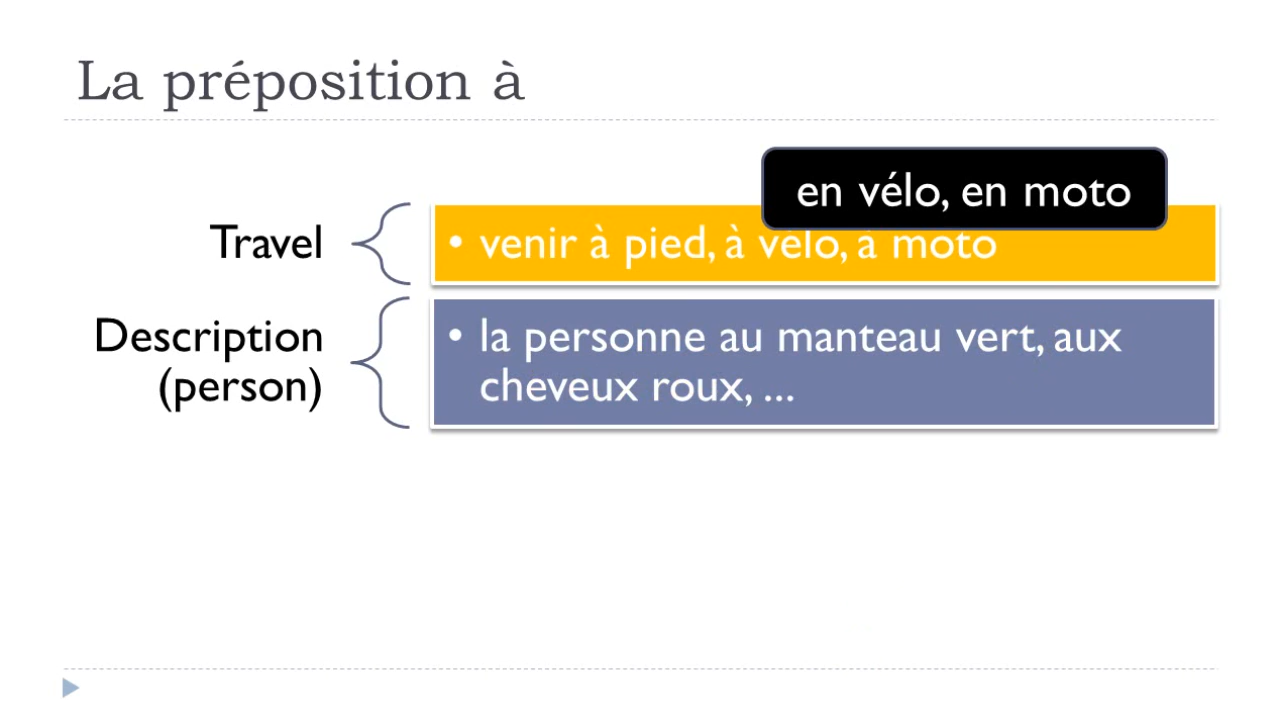 La préposition à
en vélo, en moto
Travel
• venir à pied, à vélo, à moto
Description
(person)
• la personne au manteau vert, aux
cheveux roux, ...